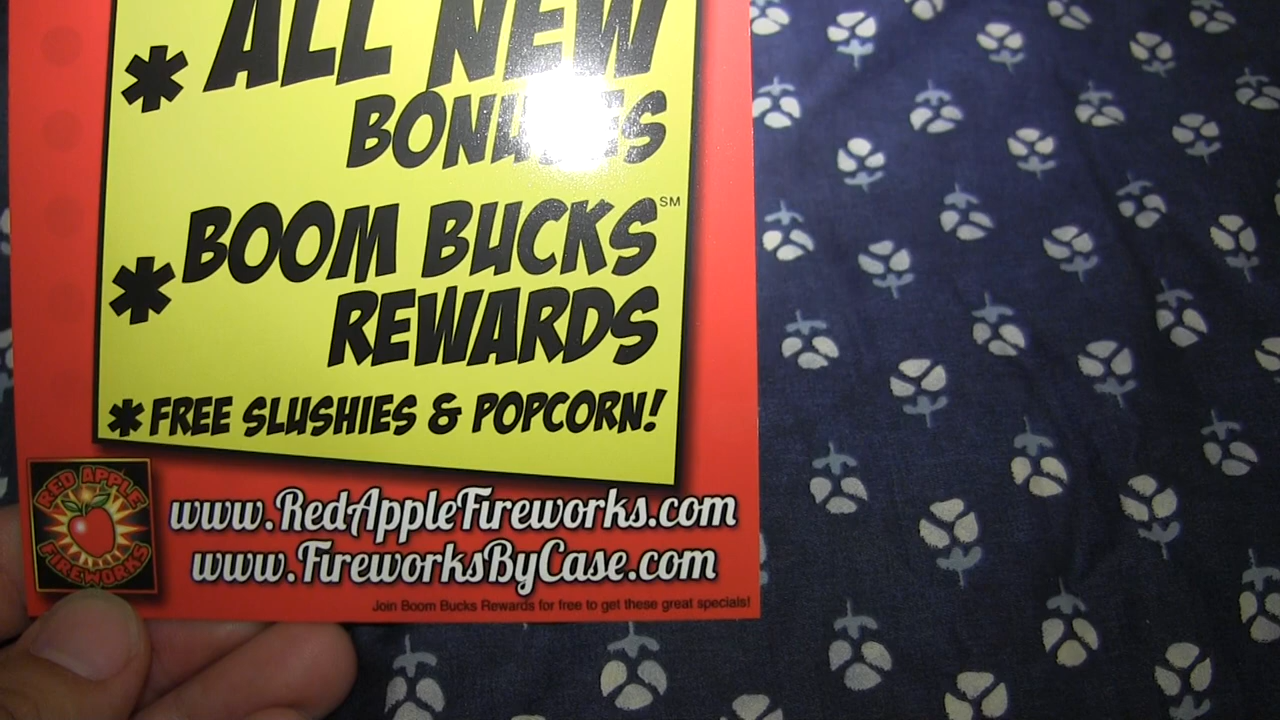 * ALL NEW
BONUSES
* BOOM BUCKS℠
REWARDS
* FREE SLUSHIES & POPCORN!
RED APPLE
FIREWORKS
www.RedAppleFireworks.com
www.FireworksByCase.com
Join Boom Bucks Rewards for free to get these great specials!